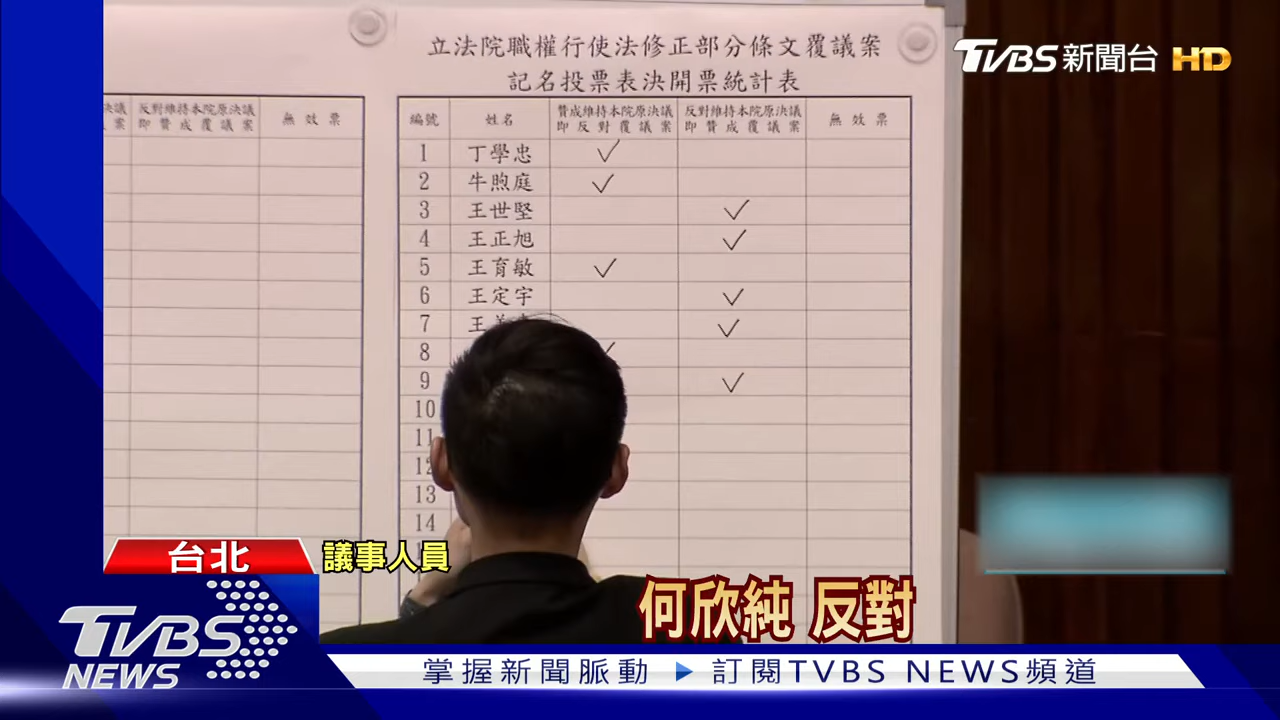 立法院職權行使法修正部分條文覆議案
記名投票表決開票統計表
TVBS新聞台 HD
反對維持本院原決議
即贊成覆議案
無效票
編號
姓名
贊成維持本院原決議
即反對覆議案
反對維持本院原決議
即贊成覆議案
無效票
1 丁學忠 ✓
2 牛煦庭 ✓
3 王世堅 ✓
4 王正旭 ✓
5 王育敏 ✓
6 王定宇 ✓
7 王 ✓
8 ✓
9 ✓
10
11
12
13
14
台北
議事人員
何欣純 反對
TVBS
NEWS
掌握新聞脈動 ▶ 訂閱TVBS NEWS頻道